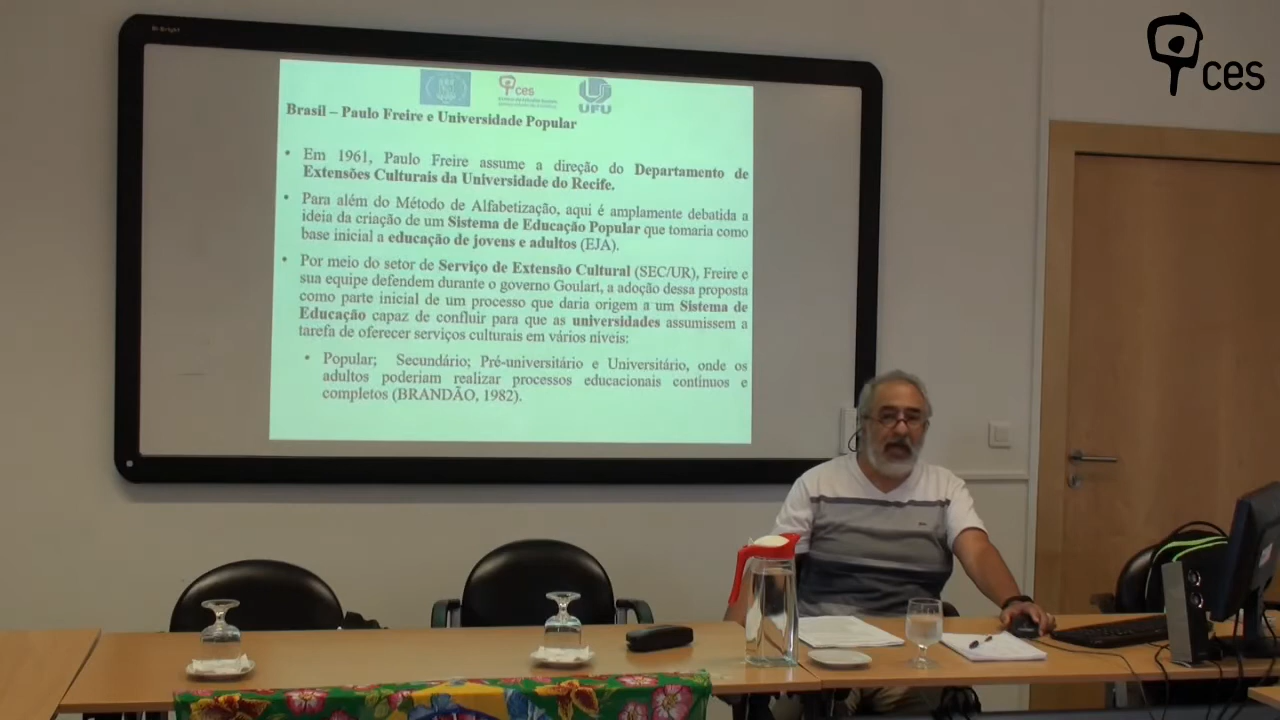 ces
ces
UFU
Brasil – Paulo Freire e Universidade Popular
• Em 1961, Paulo Freire assume a direção do Departamento de
Extensões Culturais da Universidade do Recife.
• Para além do Método de Alfabetização, aqui é amplamente debatida a
ideia da criação de um Sistema de Educação Popular que tomaria como
base inicial a educação de jovens e adultos (EJA).
• Por meio do setor de Serviço de Extensão Cultural (SEC/UR), Freire e
sua equipe defendem durante o governo Goulart, a adoção dessa proposta
como parte inicial de um processo que daria origem a um Sistema de
Educação capaz de confluir para que as universidades assumissem a
tarefa de oferecer serviços culturais em vários níveis:
• Popular; Secundário; Pré-universitário e Universitário, onde os
adultos poderiam realizar processos educacionais contínuos e
completos (BRANDÃO, 1982).